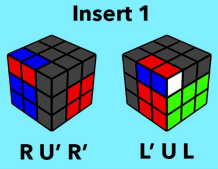 Insert 1
R U’ R’
L’ U L